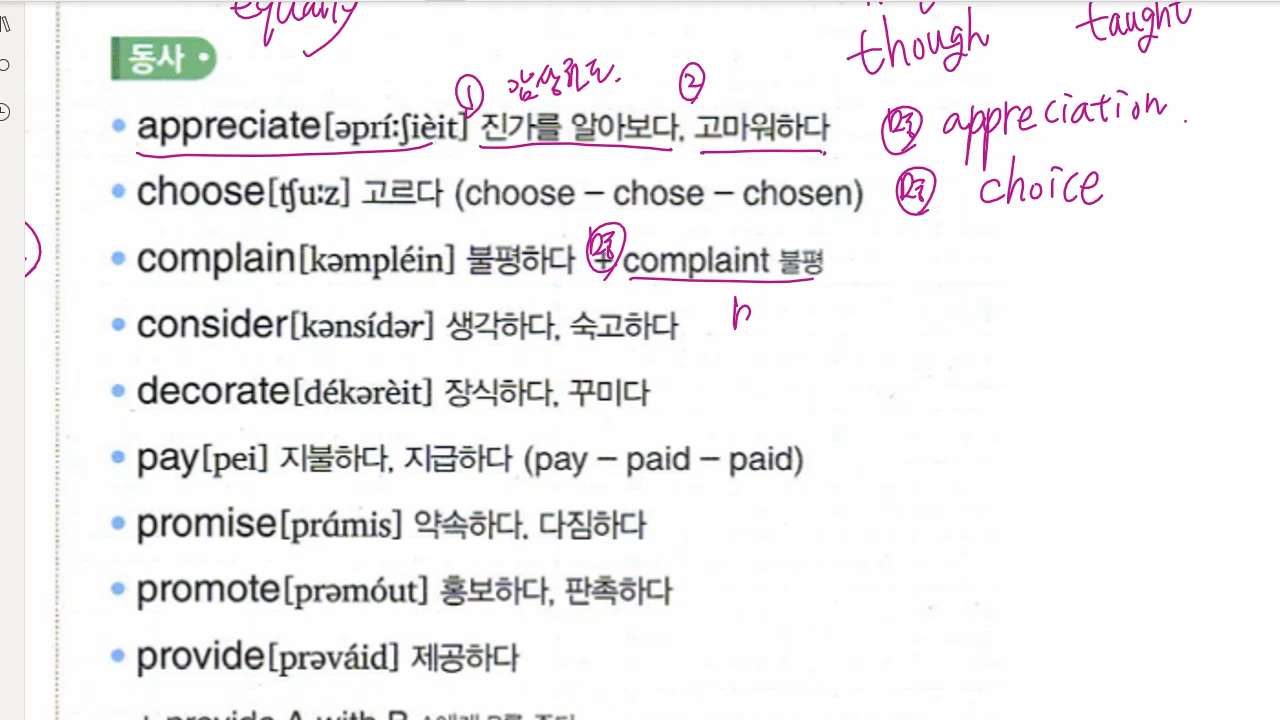 equally
though
taught
동사
① 감상하다. ②
appreciate[əpríːʃièit] 진가를 알아보다, 고마워하다 명 appreciation.
choose[tʃuːz] 고르다 (choose – chose – chosen) 명 choice
complain[kəmpléin] 불평하다 명 + complaint 불평
n
consider[kənsídər] 생각하다, 숙고하다
decorate[dékərèit] 장식하다, 꾸미다
pay[pei] 지불하다, 지급하다 (pay – paid – paid)
promise[prámis] 약속하다, 다짐하다
promote[prəmóut] 홍보하다, 판촉하다
provide[prəváid] 제공하다
+ provide A with B